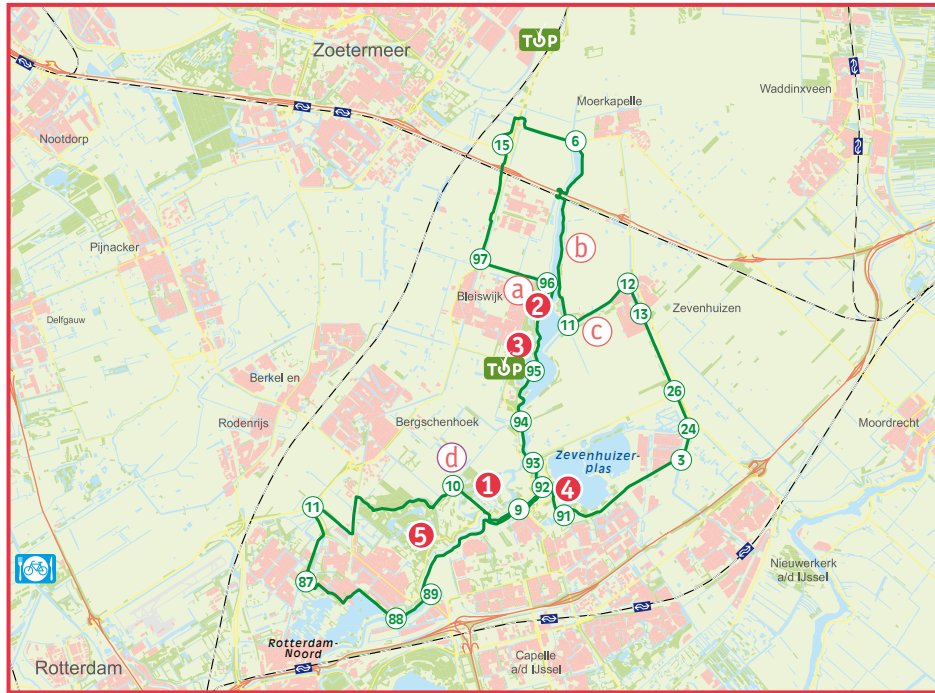 TOP
Zoetermeer
Waddinxveen
Moerkapelle
Nootdorp
15
6
Pijnacker
b
97
96
12
a
Bleiswijk
2
13
Zevenhuizen
Delfgauw
11
c
3
TOP
95
Berkel en
Rodenrijs
26
Bergschenhoek
94
24
Moordrecht
Zevenhuizer-
plas
d
93
3
10
1
92
4
11
9
91
5
Nieuwerkerk
a/d IJssel
87
89
88
Rotterdam-
Noord
Capelle
a/d IJssel
Rotterdam